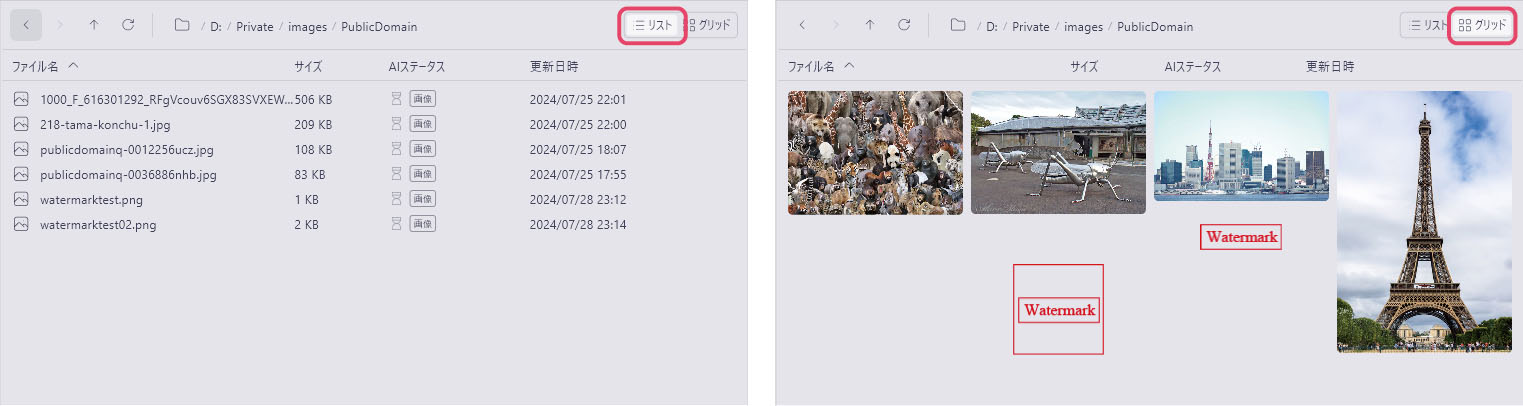 / D: / Private / images / PublicDomain
リスト グリッド
ファイル名 サイズ AIステータス 更新日時
1000_F_616301292_RFgVcouv6SGX83SVXEW... 506 KB 画像 2024/07/25 22:01
218-tama-konchu-1.jpg 209 KB 画像 2024/07/25 22:00
publicdomainq-0012256ucz.jpg 108 KB 画像 2024/07/25 18:07
publicdomainq-0036886nhb.jpg 83 KB 画像 2024/07/25 17:55
watermarktest.png 1 KB 画像 2024/07/28 23:12
watermarktest02.png 2 KB 画像 2024/07/28 23:14
/ D: / Private / images / PublicDomain
リスト グリッド
ファイル名 サイズ AIステータス 更新日時
Watermark
Watermark